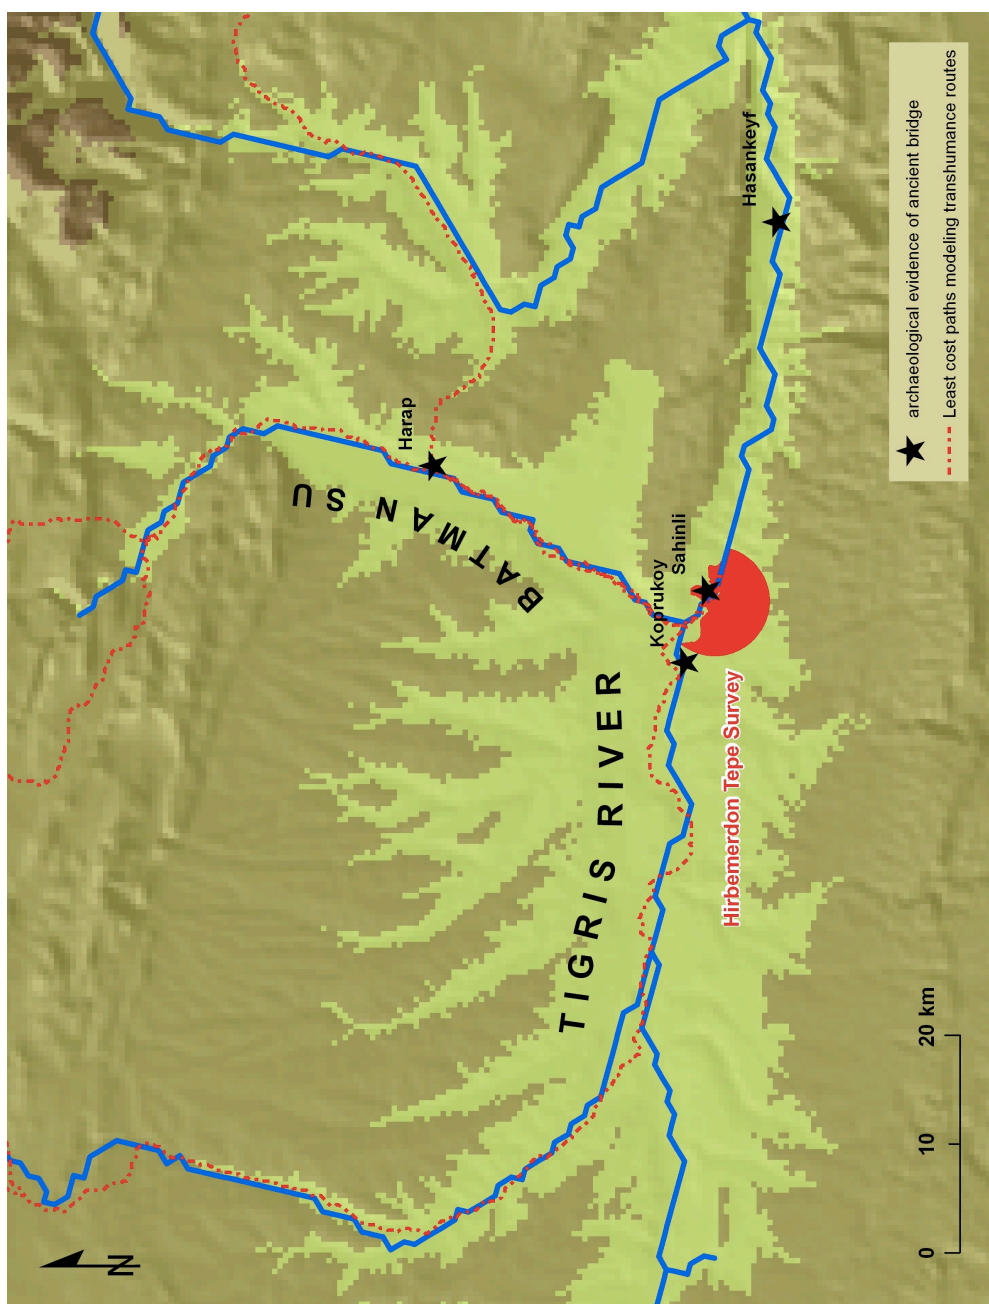 Harap
BATMAN SU
Hasankeyf
Koprukoy
Sahinli
TIGRIS RIVER
Hirbemerdon Tepe Survey
N
0 10 20 km
archaeological evidence of ancient bridge
Least cost paths modeling transhumance routes